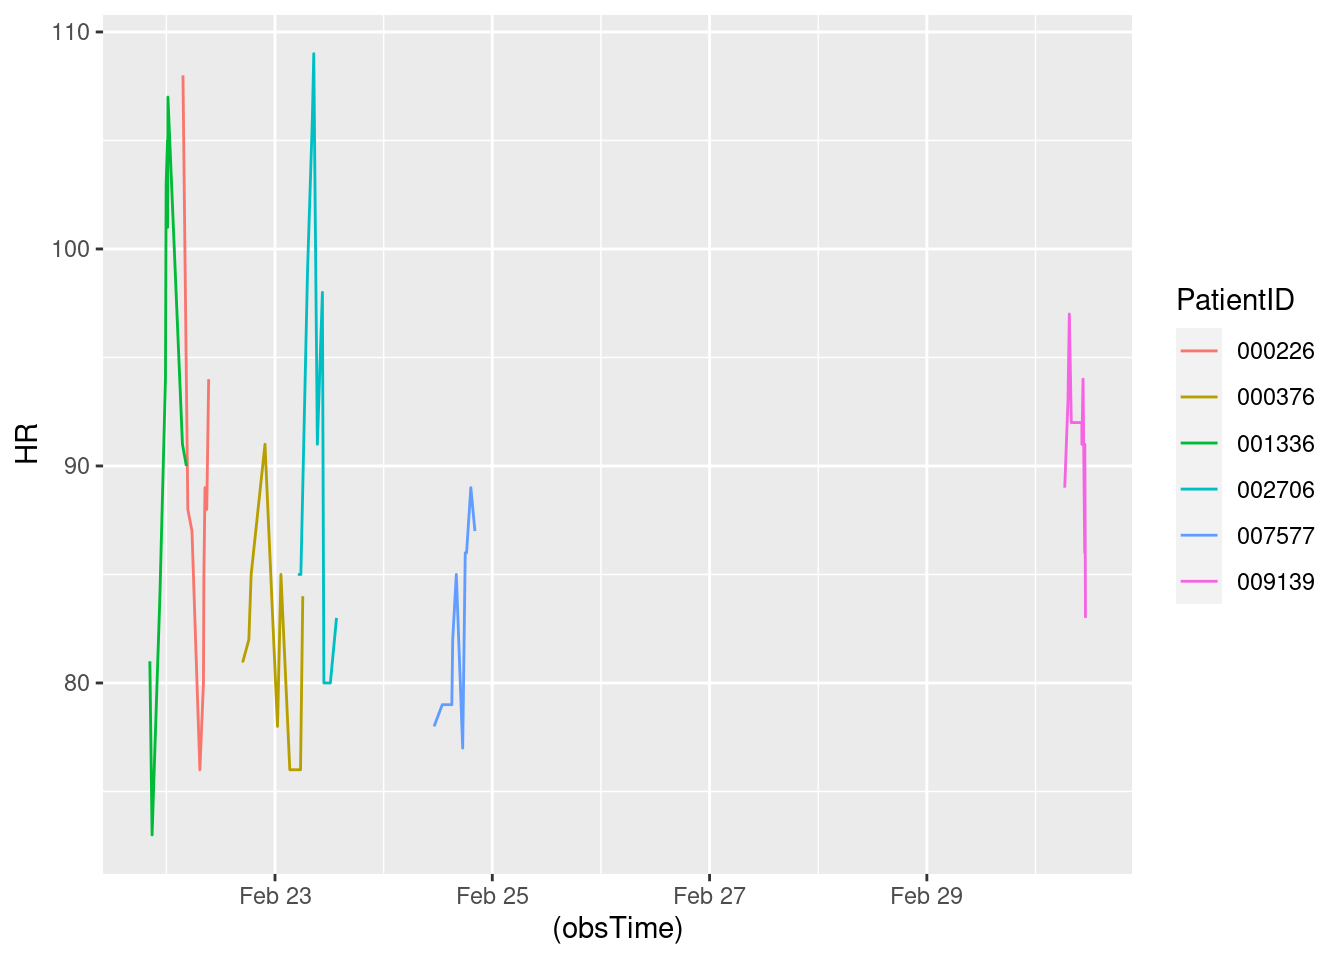 110
100
90
80
HR
Feb 23
Feb 25
Feb 27
Feb 29
(obsTime)
PatientID
000226
000376
001336
002706
007577
009139